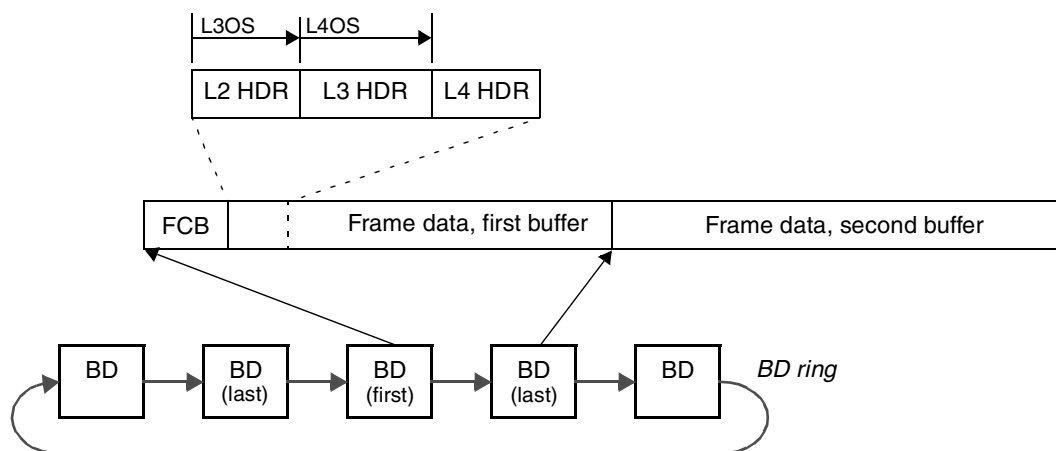 L3OS L4OS
L2 HDR L3 HDR L4 HDR
FCB Frame data, first buffer Frame data, second buffer
BD BD BD BD BD BD ring
(last) (first) (last)